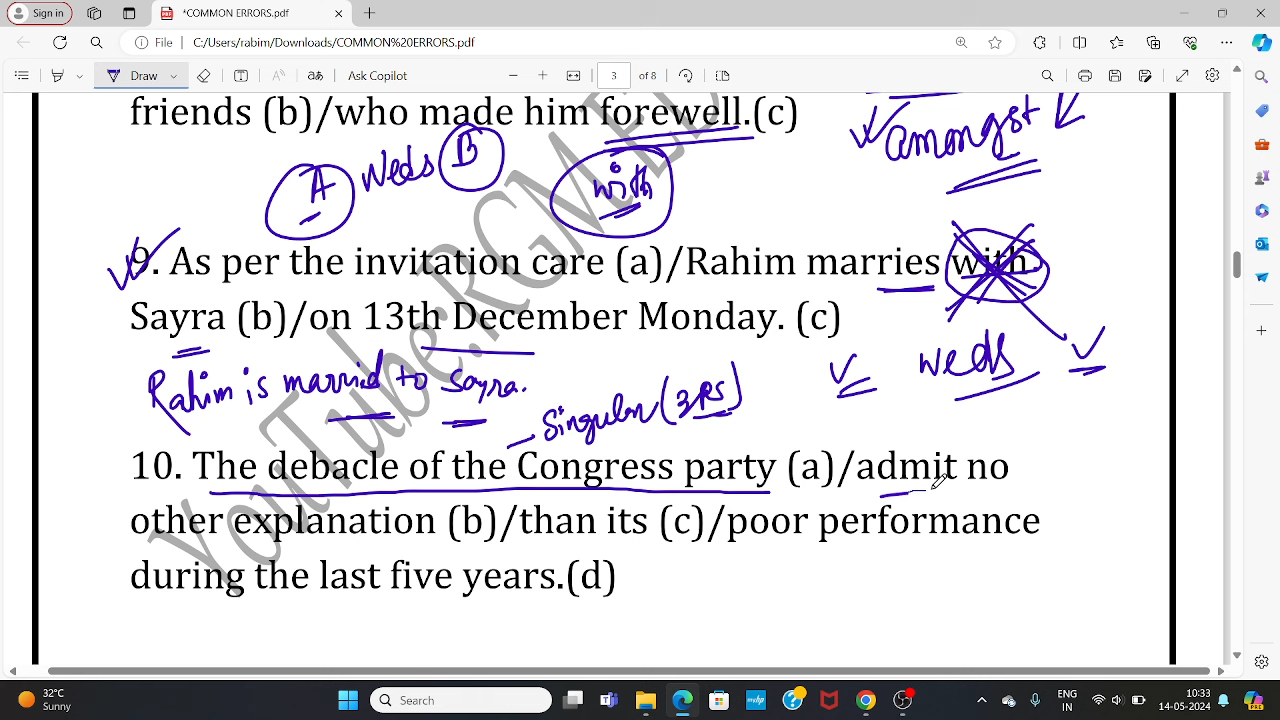 Sign in
*COMMON ERRORS.pdf
File
C:/Users/rabim/Downloads/COMMON%20ERRORS.pdf
Draw
Ask Copilot
3 of 8
friends (b)/who made him forewell.(c)
amongst
A weds B
with
9. As per the invitation care (a)/Rahim marries with
Sayra (b)/on 13th December Monday. (c)
weds
Rahim is married to Sayra.
Singular
10. The debacle of the Congress party (a)/admit no
other explanation (b)/than its (c)/poor performance
during the last five years.(d)
32°C
Sunny
Search
ENG
IN
10:33
14-05-2024